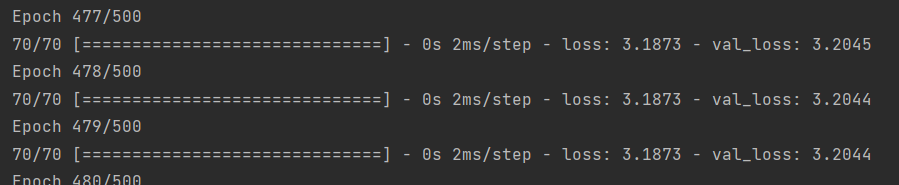 Epoch 477/500
70/70 [==============================] - 0s 2ms/step - loss: 3.1873 - val_loss: 3.2045
Epoch 478/500
70/70 [==============================] - 0s 2ms/step - loss: 3.1873 - val_loss: 3.2044
Epoch 479/500
70/70 [==============================] - 0s 2ms/step - loss: 3.1873 - val_loss: 3.2044
Epoch 480/500